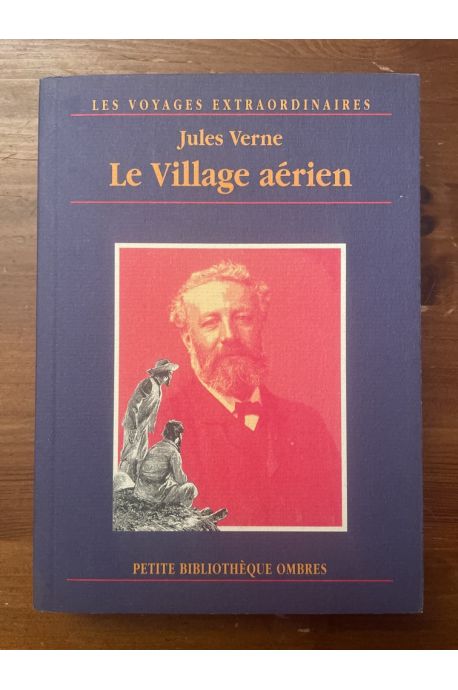 LES VOYAGES EXTRAORDINAIRES
Jules Verne
Le Village aérien
PETITE BIBLIOTHÈQUE OMBRES